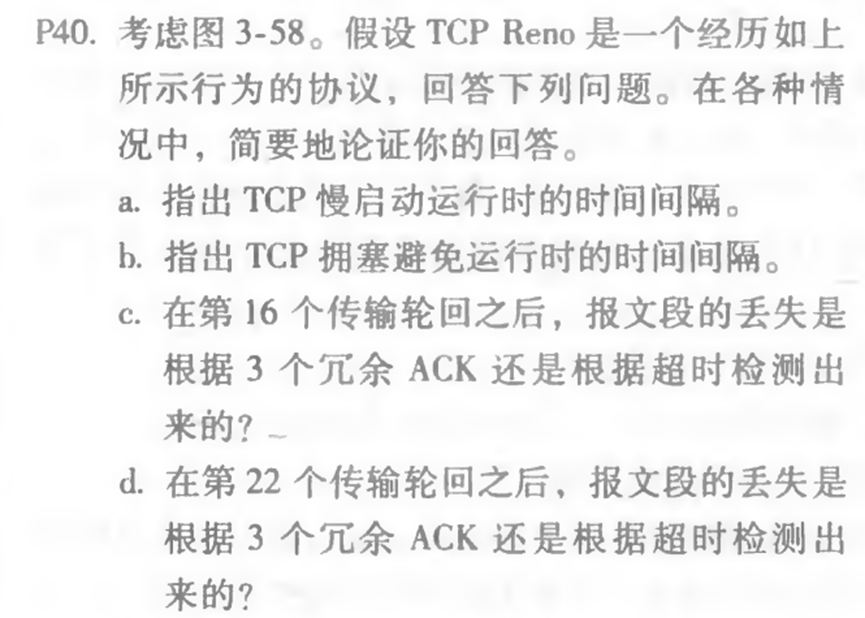 P40. 考虑图 3-58。假设 TCP Reno 是一个经历如上
所示行为的协议，回答下列问题。在各种情
况中，简要地论证你的回答。
a. 指出 TCP 慢启动运行时的时间间隔。
b. 指出 TCP 拥塞避免运行时的时间间隔。
c. 在第 16 个传输轮回之后，报文段的丢失是
根据 3 个冗余 ACK 还是根据超时检测出
来的?
d. 在第 22 个传输轮回之后，报文段的丢失是
根据 3 个冗余 ACK 还是根据超时检测出
来的?